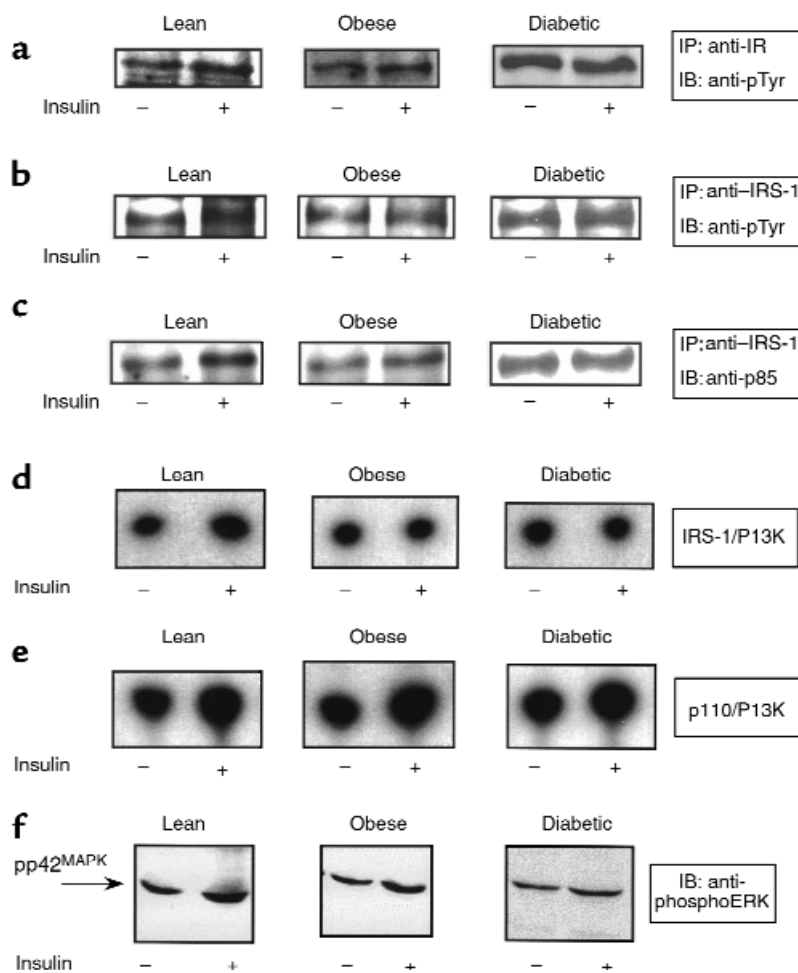 a
Lean Obese Diabetic
IP: anti-IR
IB: anti-pTyr
Insulin − + − + − +
b
Lean Obese Diabetic
IP: anti–IRS-1
IB: anti-pTyr
Insulin − + − + − +
c
Lean Obese Diabetic
IP: anti–IRS-1
IB: anti-p85
Insulin − + − + − +
d
Lean Obese Diabetic
IRS-1/P13K
Insulin − + − + − +
e
Lean Obese Diabetic
p110/P13K
Insulin − + − + − +
f
Lean Obese Diabetic
pp42MAPK
IB: anti-
phosphoERK
Insulin − + − + − +